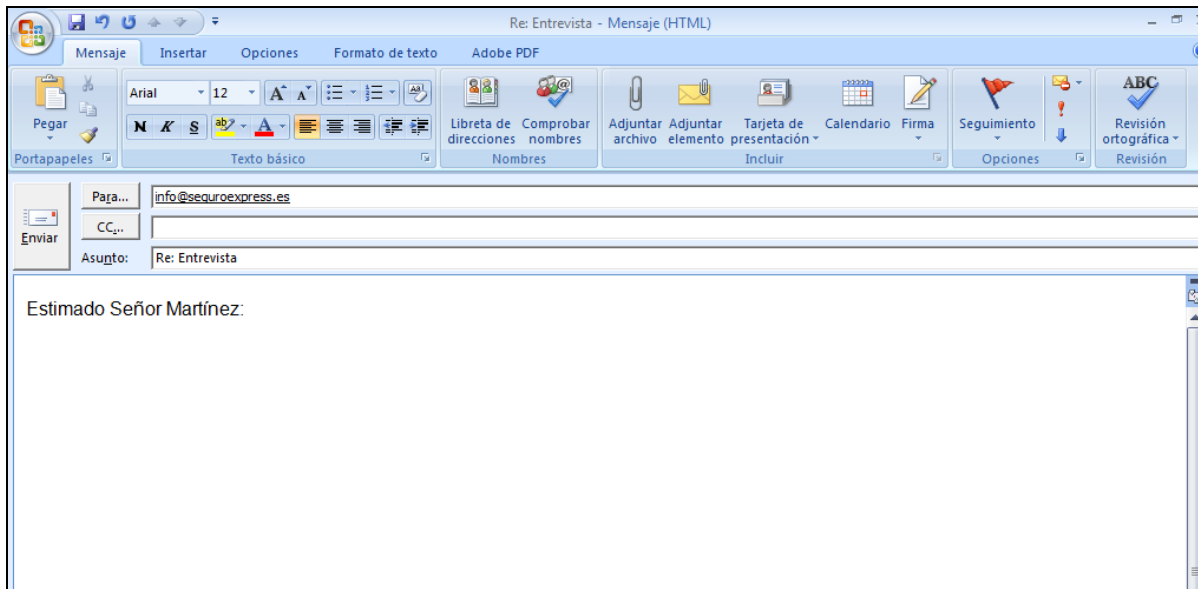 Re: Entrevista - Mensaje (HTML)
Mensaje Insertar Opciones Formato de texto Adobe PDF
Pegar
Portapapeles
Arial 12
N K S
Texto básico
Libreta de direcciones
Comprobar nombres
Nombres
Adjuntar archivo
Adjuntar elemento
Tarjeta de presentación
Calendario
Firma
Incluir
Seguimiento
Opciones
ABC
Revisión ortográfica
Revisión
Enviar
Para... info@seguroexpress.es
CC...
Asunto: Re: Entrevista
Estimado Señor Martínez: